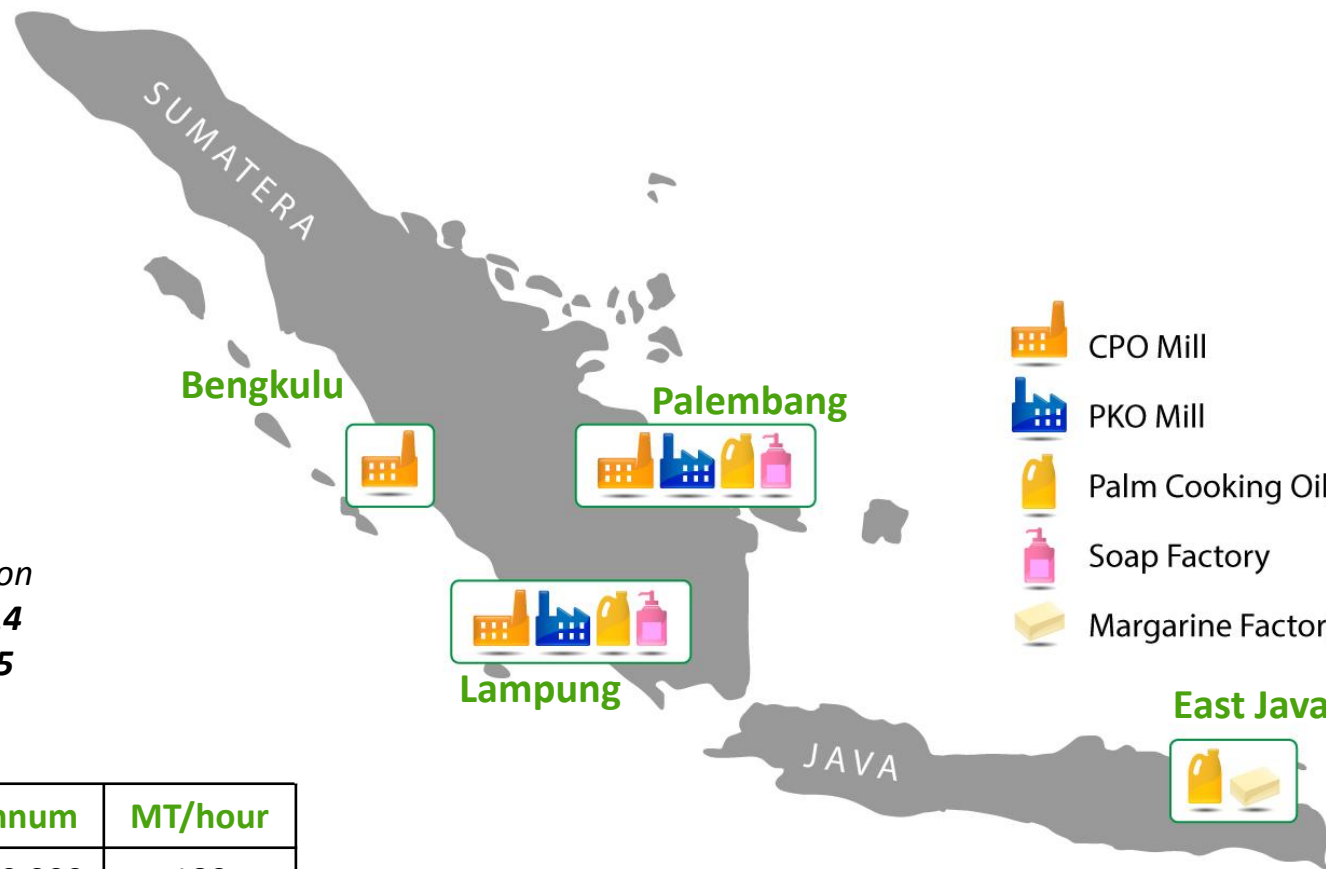 SUMATERA
Bengkulu
Palembang
CPO Mill
PKO Mill
Palm Cooking Oil
Soap Factory
Lampung
East Java
JAVA
MT/hour